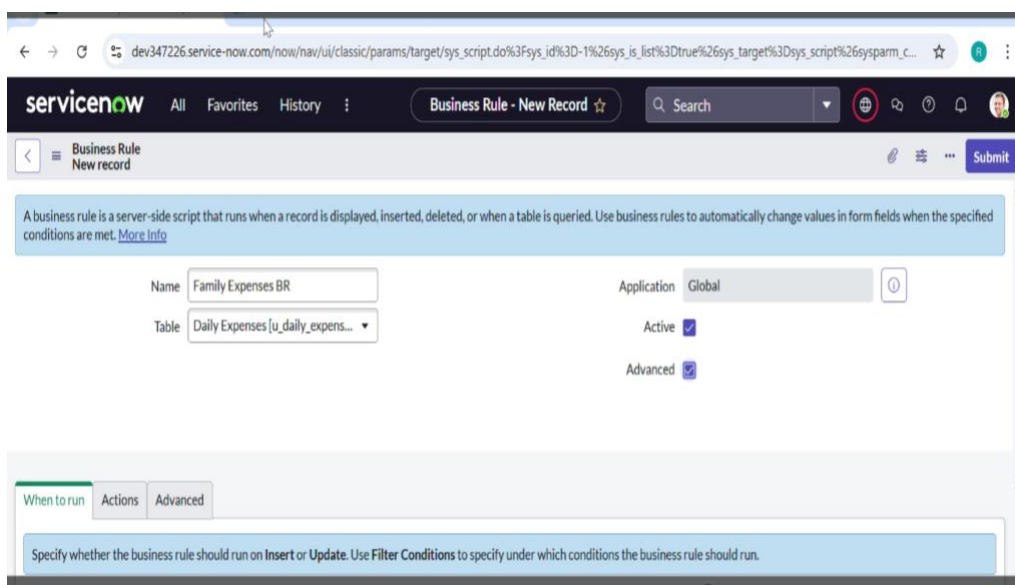 dev347226.service-now.com/now/nav/ui/classic/params/target/sys_script.do%3Fsys_id%3D-1%26sys_is_list%3Dtrue%26sys_target%3Dsys_script%26sysparm_c...
R
servicenow All Favorites History Business Rule - New Record Search
Business Rule
New record
Submit
A business rule is a server-side script that runs when a record is displayed, inserted, deleted, or when a table is queried. Use business rules to automatically change values in form fields when the specified
conditions are met. More Info
Name Family Expenses BR Application Global
Table Daily Expenses [u_daily_expens... Active
Advanced
When to run Actions Advanced
Specify whether the business rule should run on Insert or Update. Use Filter Conditions to specify under which conditions the business rule should run.